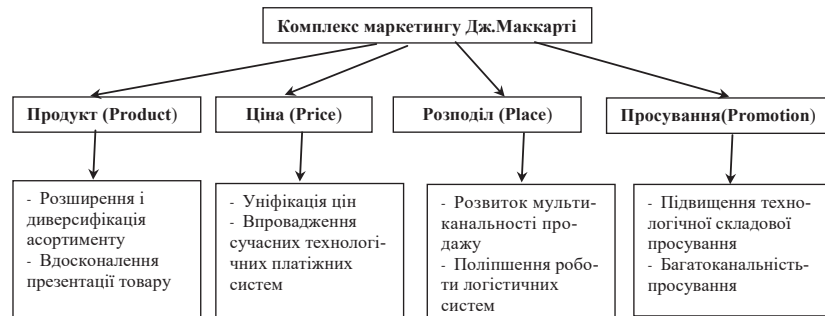 Комплекс маркетингу Дж.Маккарті
Продукт (Product)
Ціна (Price)
Розподіл (Place)
Просування(Promotion)
- Розширення і
диверсифікація
асортименту
- Вдосконалення
презентації товару
- Уніфікація цін
- Впровадження
сучасних технологі-
чних платіжних
систем
- Розвиток мульти-
канальності про-
дажу
- Поліпшення робо-
ти логістичних
систем
- Підвищення техно-
логічної складової
просування
- Багатоканальність-
просування